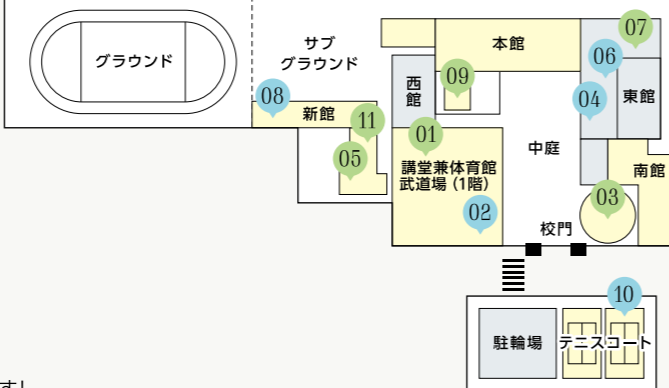 サブ
グラウンド
グラウンド
本館
07
06
09
西館
08
04
東館
新館
11
01
中庭
05
講堂兼体育館
武道場（1階）
南館
03
02
校門
10
駐輪場
テニスコート
す！